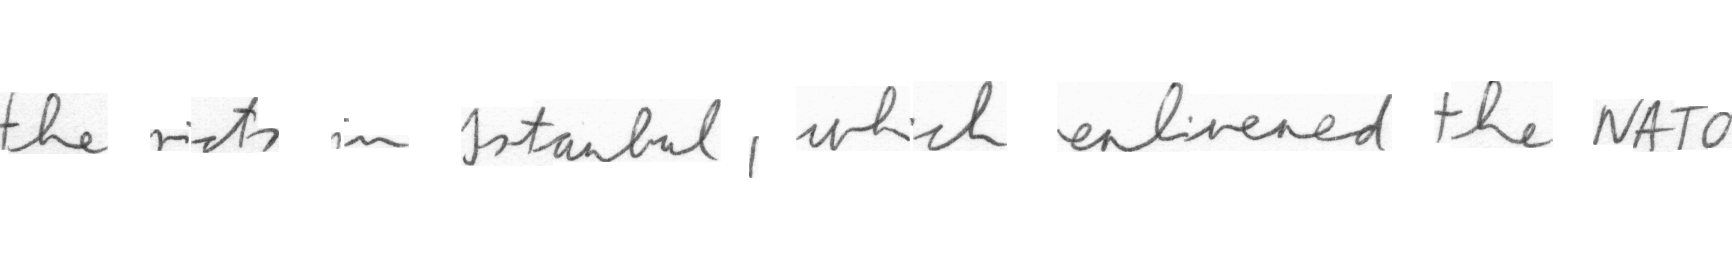 the riots in Istanbul, which enlivened the NATO